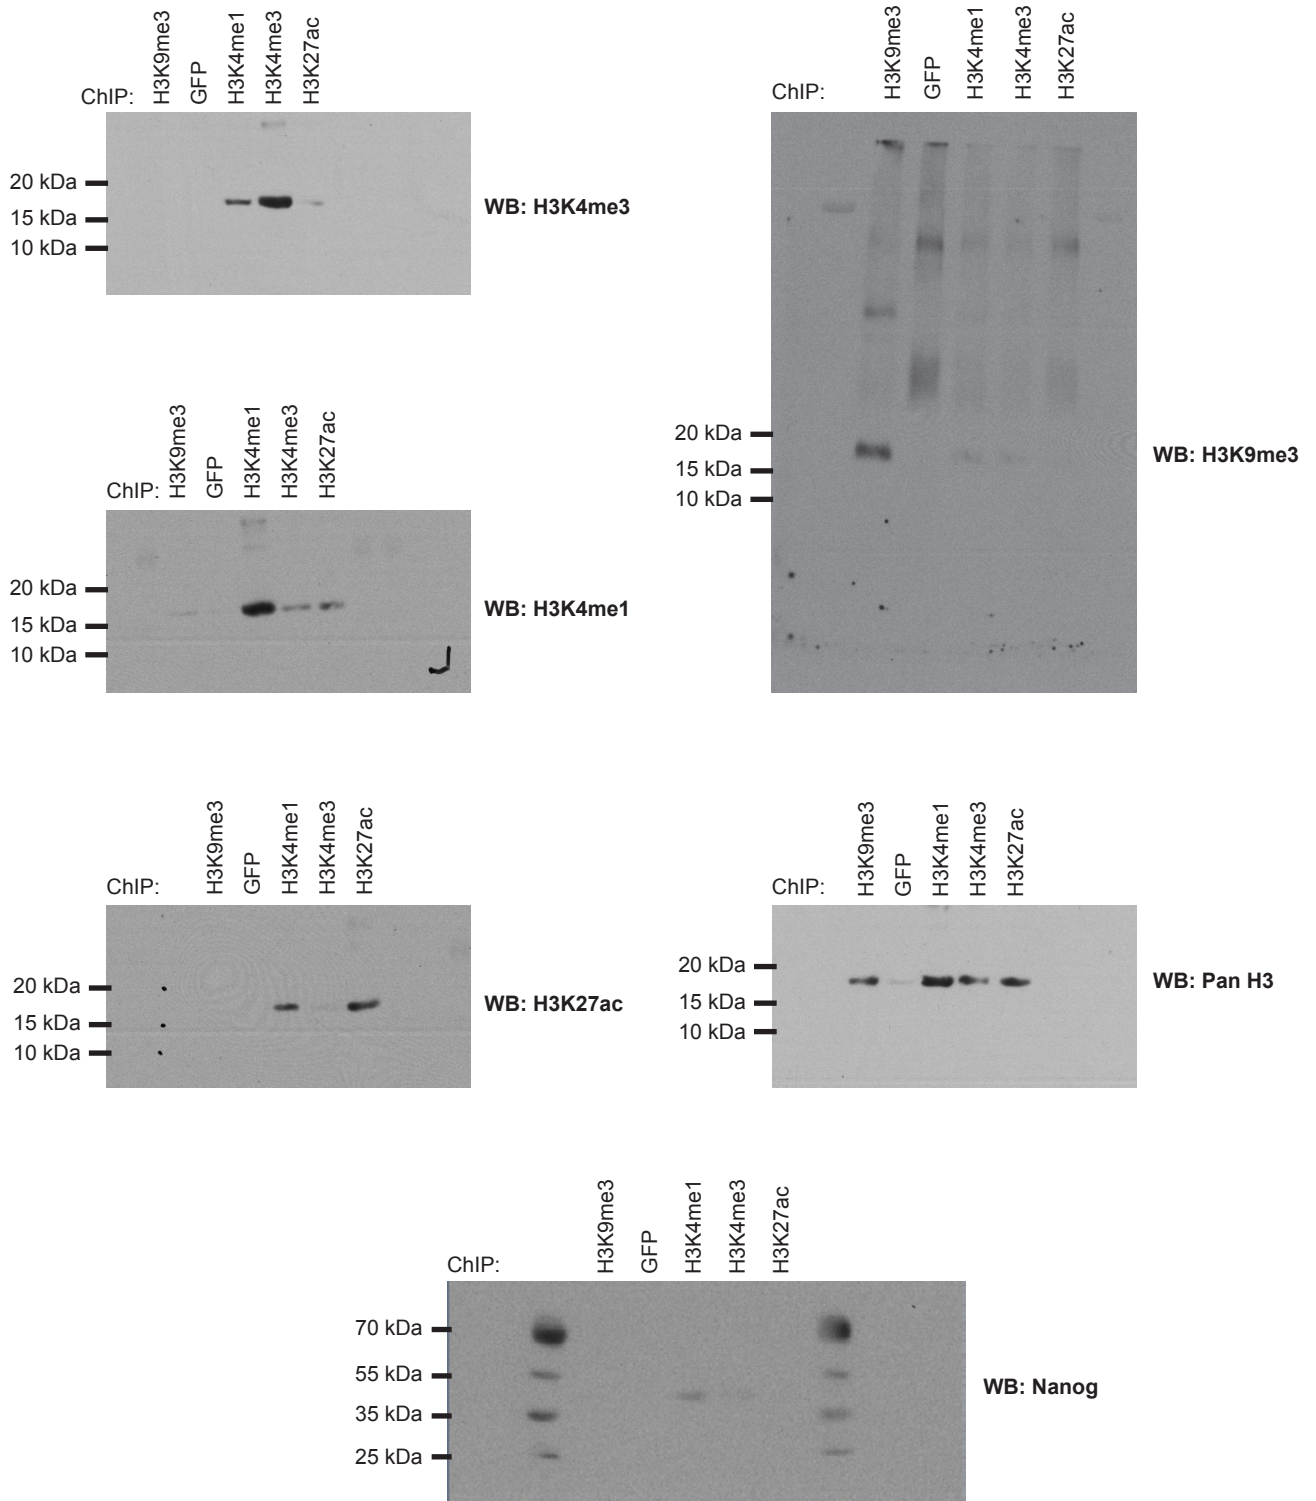 H3K9me3
GFP
H3K4me1
H3K4me3
H3K27ac
ChIP:
20 kDa
15 kDa
10 kDa
WB: H3K4me3
H3K9me3
GFP
H3K4me1
H3K4me3
H3K27ac
ChIP:
20 kDa
15 kDa
10 kDa
WB: H3K9me3
H3K9me3
GFP
H3K4me1
H3K4me3
H3K27ac
ChIP:
20 kDa
15 kDa
10 kDa
WB: H3K4me1
H3K9me3
GFP
H3K4me1
H3K4me3
H3K27ac
ChIP:
20 kDa
15 kDa
10 kDa
WB: H3K27ac
H3K9me3
GFP
H3K4me1
H3K4me3
H3K27ac
ChIP:
20 kDa
15 kDa
10 kDa
WB: Pan H3
H3K9me3
GFP
H3K4me1
H3K4me3
H3K27ac
ChIP:
70 kDa
55 kDa
35 kDa
25 kDa
WB: Nanog